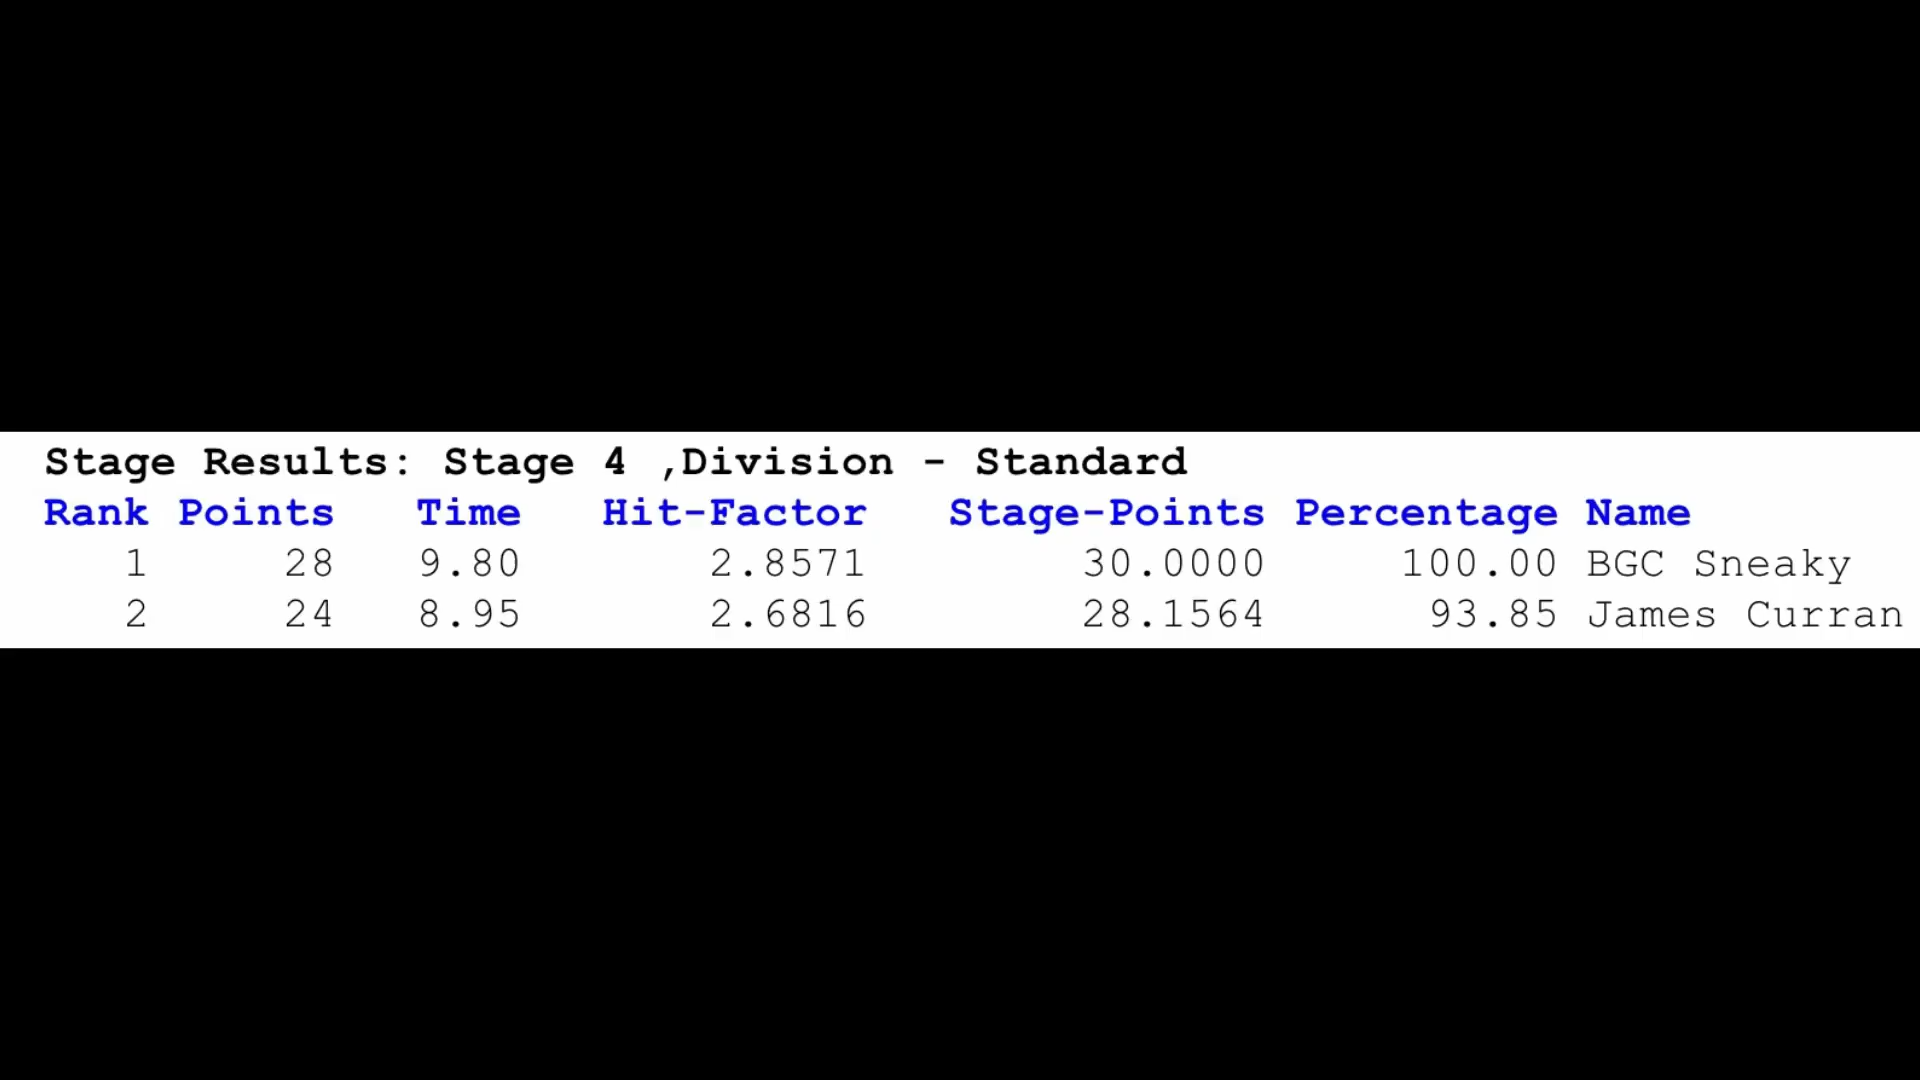 Stage Results: Stage 4 ,Division - Standard
Rank Points Time Hit-Factor Stage-Points Percentage Name
1 28 9.80 2.8571 30.0000 100.00 BGC Sneaky
2 24 8.95 2.6816 28.1564 93.85 James Curran